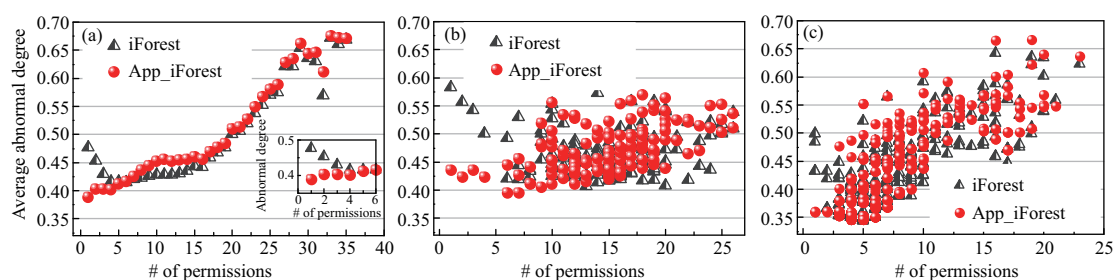 Average abnormal degree
0.70
0.65
0.60
0.55
0.50
0.45
0.40
0.35
(a)
iForest
App_iForest
Abnormal degree
0.5
0.4
0 2 4 6
# of permissions
0 5 10 15 20 25 30 35 40
# of permissions
0.70
0.65
0.60
0.55
0.50
0.45
0.40
0.35
(b)
iForest
App_iForest
0 5 10 15 20 25
# of permissions
0.70
0.65
0.60
0.55
0.50
0.45
0.40
0.35
(c)
iForest
App_iForest
0 5 10 15 20 25
# of permissions